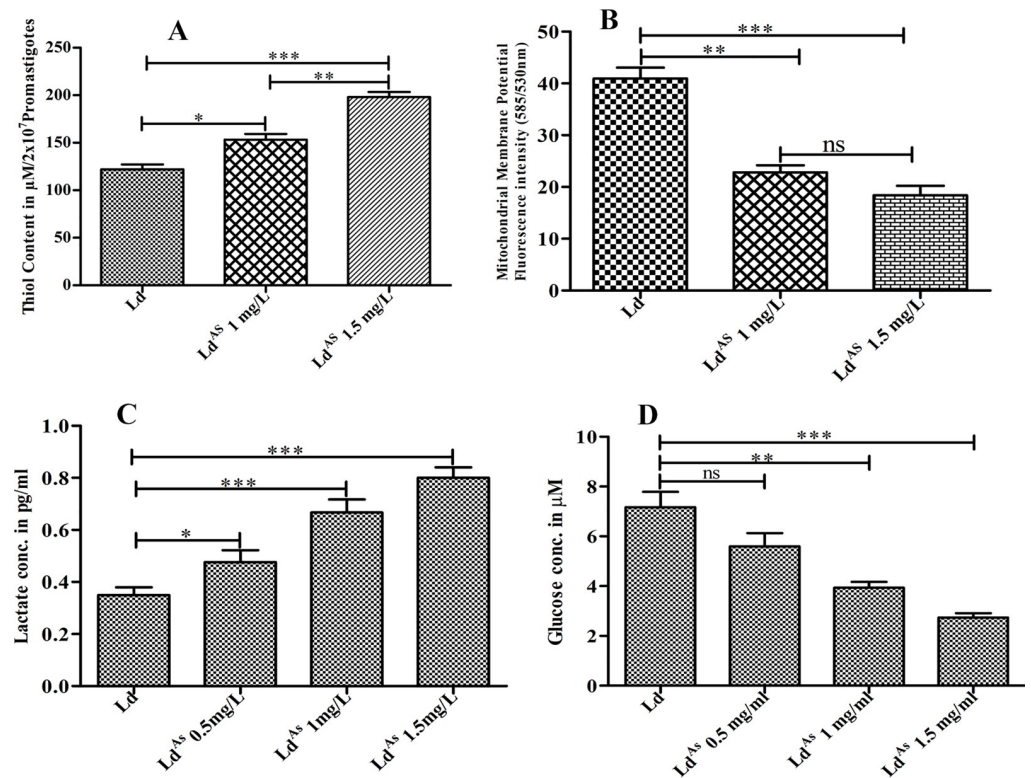 A
Thiol Content in µM/2x10⁷Promastigotes
250
200
150
100
50
0
***
**
*
Ld
Ld^AS 1 mg/L
Ld^AS 1.5 mg/L
B
Mitochondrial Membrane Potential
Fluorescence intensity (585/530nm)
50
40
30
20
10
0
***
**
ns
Ld
Ld^AS 1 mg/L
Ld^AS 1.5 mg/L
C
Lactate conc. in pg/ml
1.0
0.8
0.6
0.4
0.2
0.0
***
***
*
Ld
Ld^As 0.5mg/L
Ld^As 1mg/L
Ld^As 1.5mg/L
D
Glucose conc. in µM
10
8
6
4
2
0
***
**
ns
Ld
Ld^As 0.5 mg/ml
Ld^As 1 mg/ml
Ld^As 1.5 mg/ml